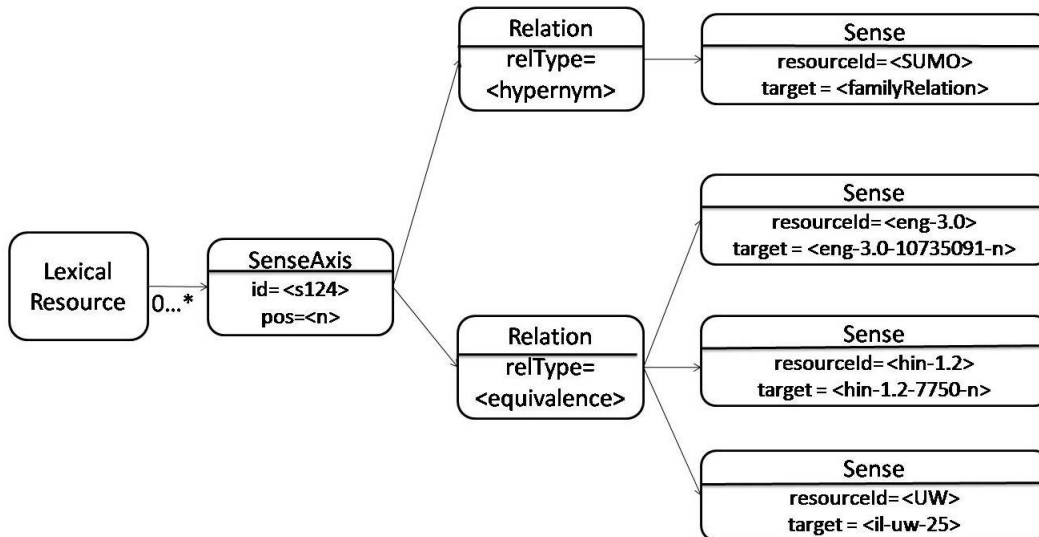 Lexical
Resource
0...*
SenseAxis
id= <s124>
pos=<n>
Relation
relType=
<hypernym>
Sense
resourceId=<SUMO>
target = <familyRelation>
Relation
relType=
<equivalence>
Sense
resourceId=<eng-3.0>
target = <eng-3.0-10735091-n>
Sense
resourceId=<hin-1.2>
target = <hin-1.2-7750-n>
Sense
resourceId=<UW>
target = <il-uw-25>